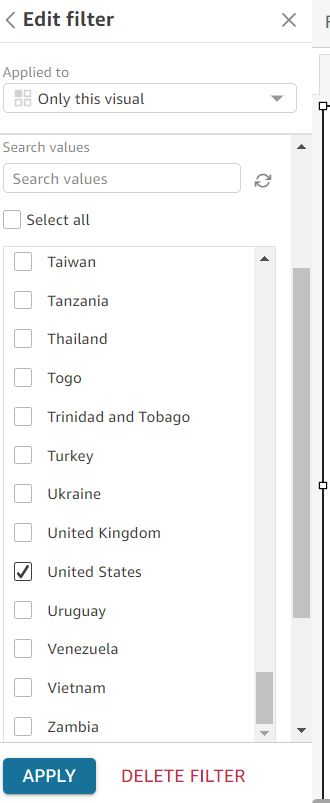 Edit filter
Applied to
Only this visual
Search values
Search values
Select all
Taiwan
Tanzania
Thailand
Togo
Trinidad and Tobago
Turkey
Ukraine
United Kingdom
United States
Uruguay
Venezuela
Vietnam
Zambia
APPLY DELETE FILTER